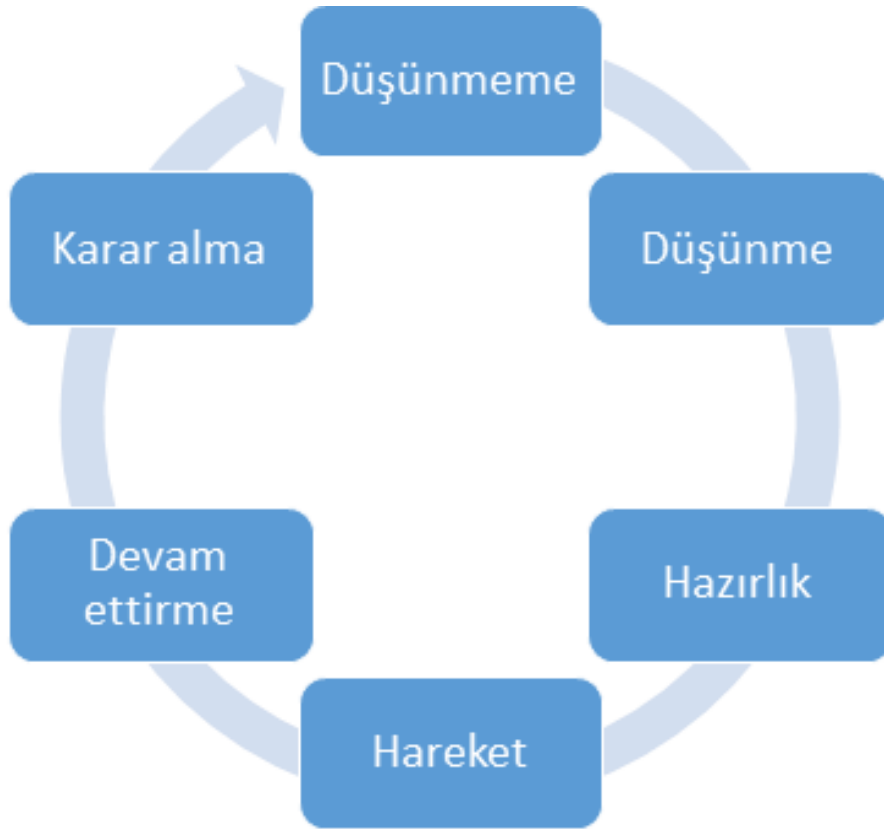 Düşünmeme
Düşünme
Hazırlık
Hareket
Devam
ettirme
Karar alma